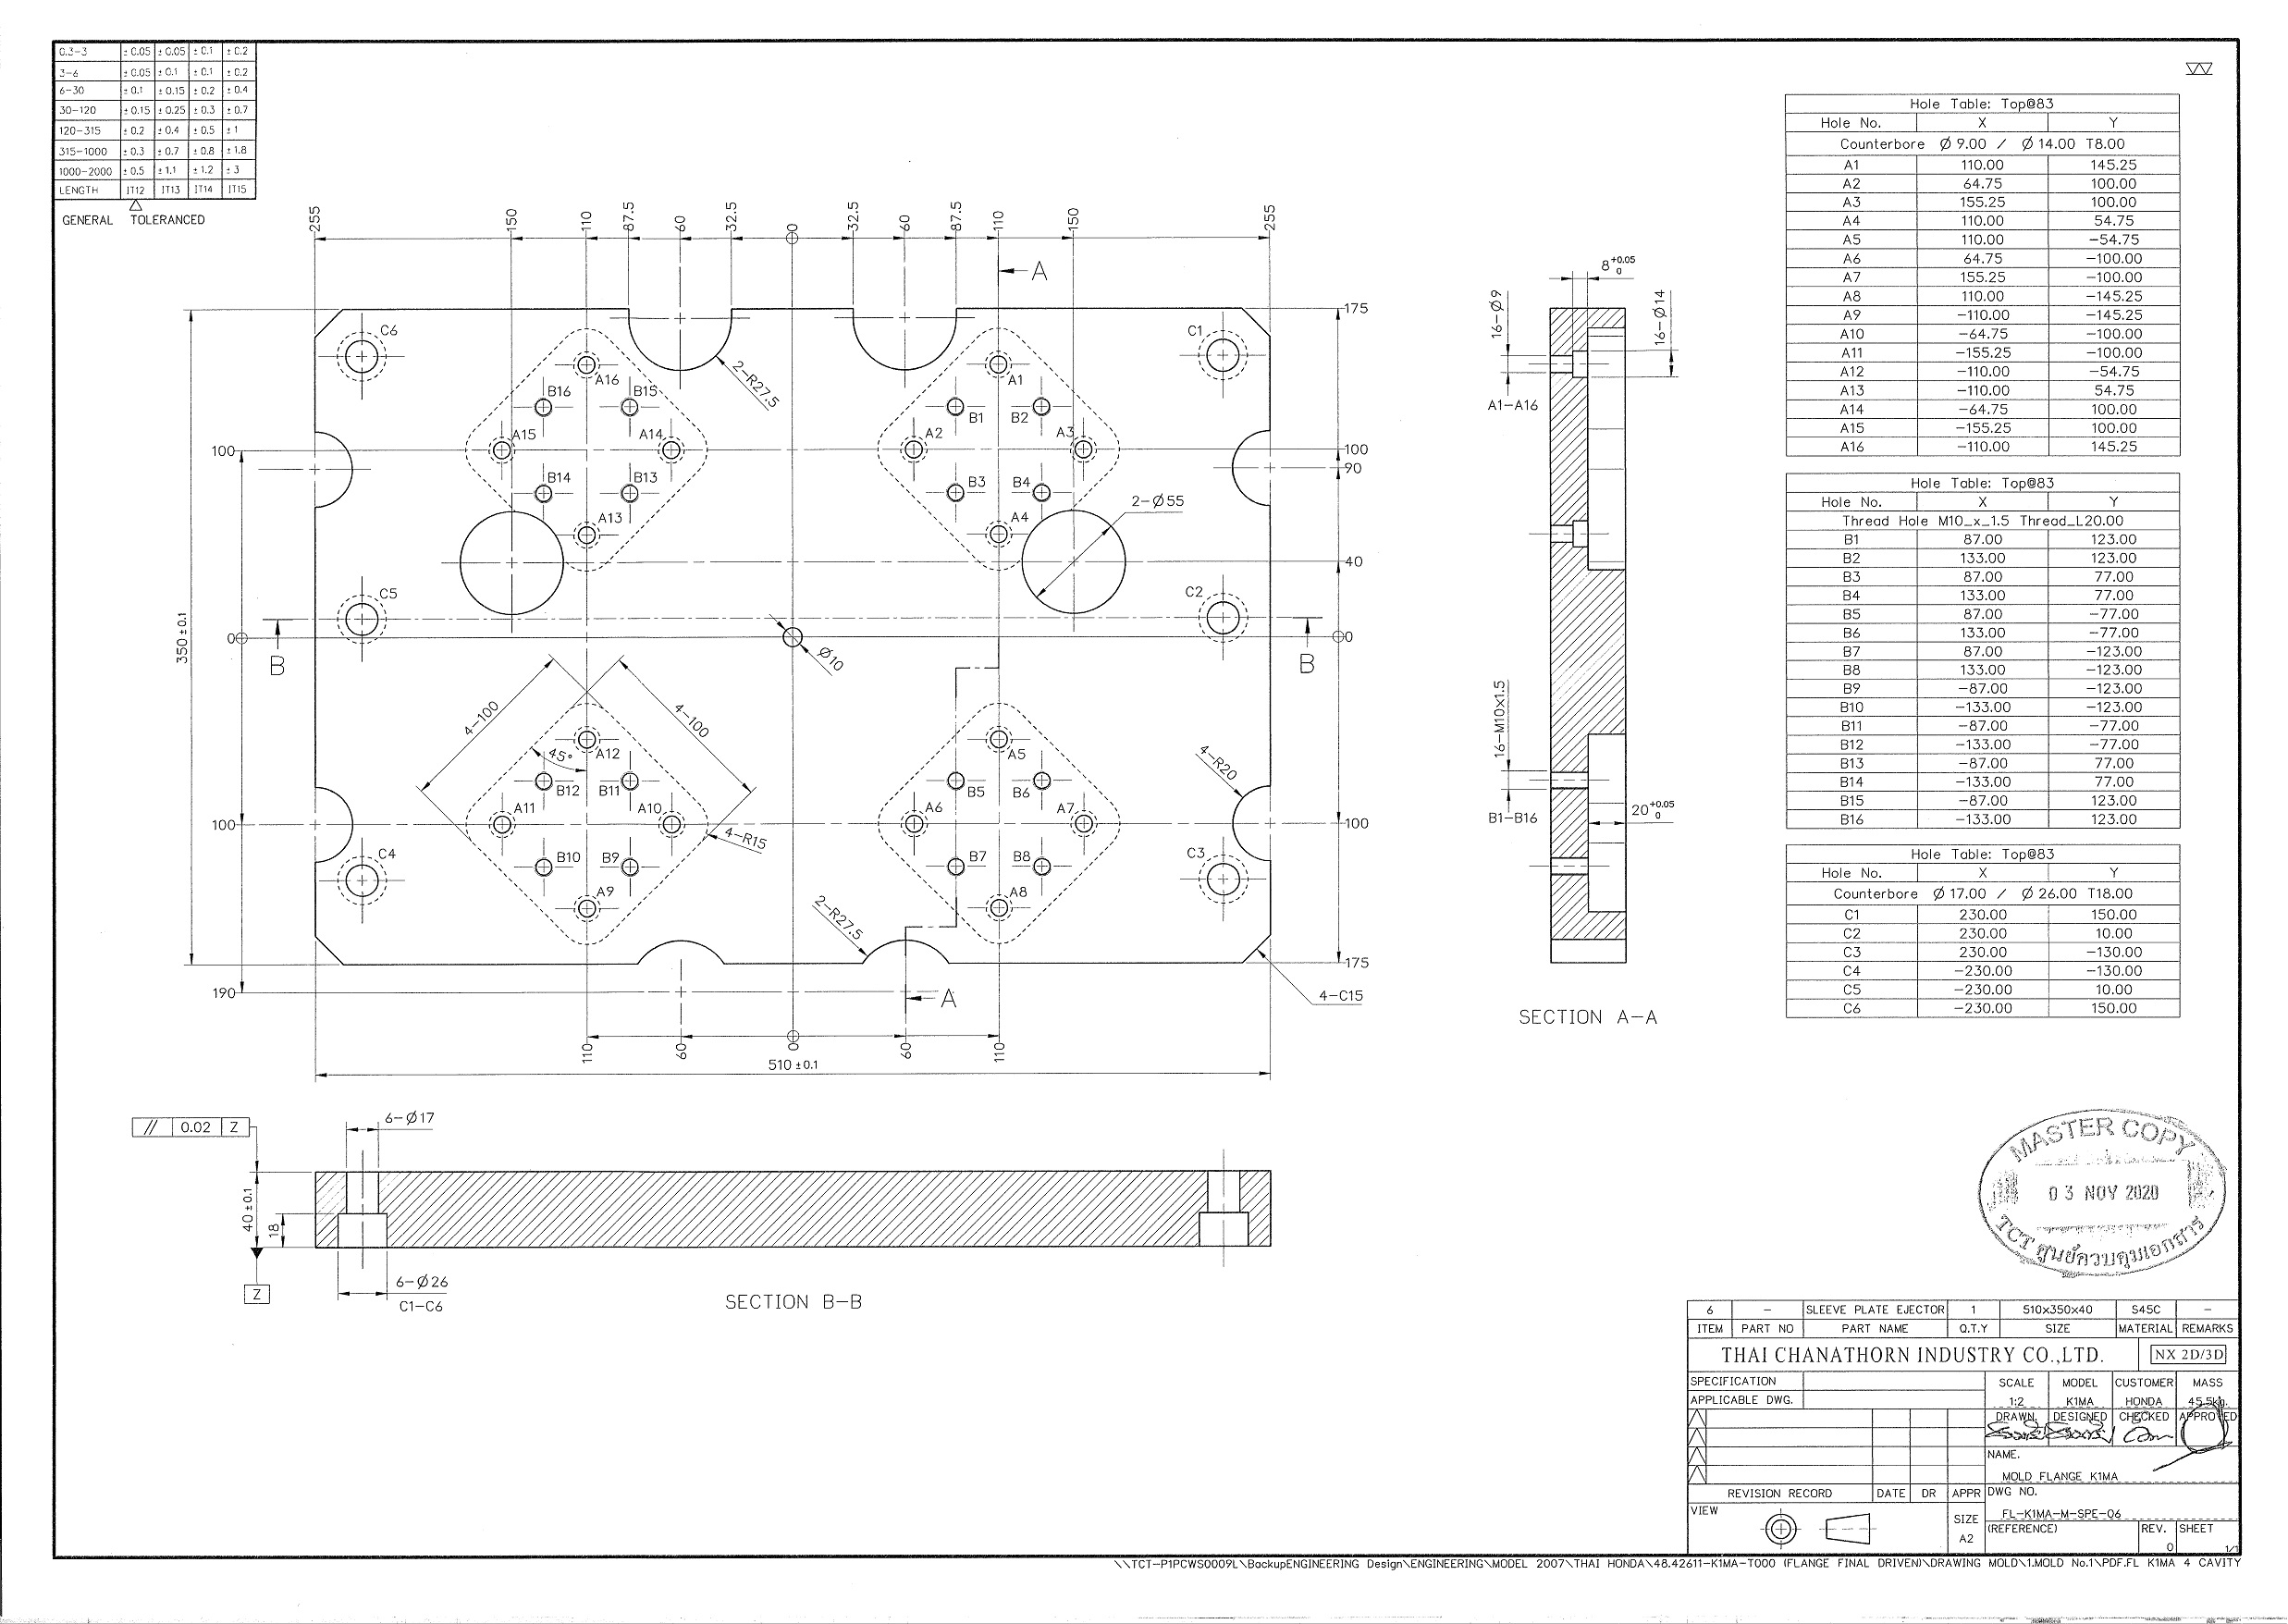 0.3-3 ±0.05 ±0.05 ±0.1 ±0.2
3-6 ±0.05 ±0.1 ±0.1 ±0.2
6-30 ±0.1 ±0.15 ±0.2 ±0.4
30-120 ±0.15 ±0.25 ±0.3 ±0.7
120-315 ±0.2 ±0.4 ±0.5 ±1
315-1000 ±0.3 ±0.7 ±0.8 ±1.8
1000-2000 ±0.5 ±1.1 ±1.2 ±3
LENGTH IT12 IT13 IT14 IT15
GENERAL TOLERANCED
255 150 110 87.5 60 32.5 0 32.5 60 87.5 110 150 255
A
175
C6 C1
2-R27.5
A16 A1
B16 B15 B1 B2
A15 A14 A2 A3
100 100
90
B14 B13 B3 B4
A13 A4
2-Ø55
40
C5 C2
350±0.1
0 0
B B
Ø10
4-100 4-100
45°
A12 A5
4-R20
B12 B11 B5 B6
A11 A10 A6 A7
100 100
4-R15
C4 C3
B10 B9 B7 B8
A9 A8
2-R27.5
175
190
A
4-C15
110 60 0 60 110
510±0.1
8 +0.05 0
16-Ø9
16-Ø14
A1-A16
16-M10x1.5
B1-B16
20 +0.05 0
SECTION A-A
// 0.02 Z
6-Ø17
40±0.1
18
Z
6-Ø26
C1-C6
SECTION B-B
Hole Table: Top@83
Hole No. X Y
Counterbore Ø9.00 / Ø14.00 T8.00
A1 110.00 145.25
A2 64.75 100.00
A3 155.25 100.00
A4 110.00 54.75
A5 110.00 -54.75
A6 64.75 -100.00
A7 155.25 -100.00
A8 110.00 -145.25
A9 -110.00 -145.25
A10 -64.75 -100.00
A11 -155.25 -100.00
A12 -110.00 -54.75
A13 -110.00 54.75
A14 -64.75 100.00
A15 -155.25 100.00
A16 -110.00 145.25
Hole Table: Top@83
Hole No. X Y
Thread Hole M10_x_1.5 Thread_L20.00
B1 87.00 123.00
B2 133.00 123.00
B3 87.00 77.00
B4 133.00 77.00
B5 87.00 -77.00
B6 133.00 -77.00
B7 87.00 -123.00
B8 133.00 -123.00
B9 -87.00 -123.00
B10 -133.00 -123.00
B11 -87.00 -77.00
B12 -133.00 -77.00
B13 -87.00 77.00
B14 -133.00 77.00
B15 -87.00 123.00
B16 -133.00 123.00
Hole Table: Top@83
Hole No. X Y
Counterbore Ø17.00 / Ø26.00 T18.00
C1 230.00 150.00
C2 230.00 10.00
C3 230.00 -130.00
C4 -230.00 -130.00
C5 -230.00 10.00
C6 -230.00 150.00
MASTER COPY
03 NOV 2020
TCT ศูนย์ควบคุมเอกสาร
6 - SLEEVE PLATE EJECTOR 1 510x350x40 S45C -
ITEM PART NO PART NAME Q.T.Y SIZE MATERIAL REMARKS
THAI CHANATHORN INDUSTRY CO.,LTD. NX 2D/3D
SPECIFICATION
APPLICABLE DWG.
SCALE MODEL CUSTOMER MASS
1:2 K1MA HONDA 45.5kg.
DRAWN. DESIGNED CHECKED APPROVED
NAME.
MOLD FLANGE K1MA
REVISION RECORD DATE DR APPR
DWG NO.
FL-K1MA-M-SPE-06
VIEW
SIZE
A2
(REFERENCE) REV. SHEET
0 1/1
\\TCT-P1PCWS0009L\BackupENGINEERING Design\ENGINEERING\MODEL 2007\THAI HONDA\48.42611-K1MA-T000 (FLANGE FINAL DRIVEN)\DRAWING MOLD\1.MOLD No.1\PDF.FL K1MA 4 CAVITY